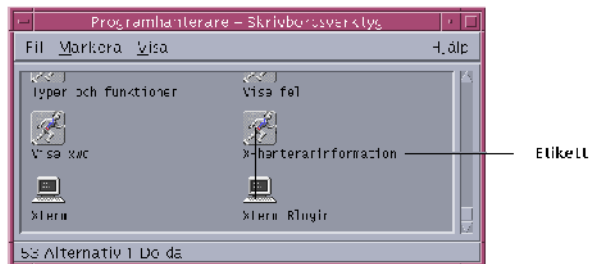 Programhanterare – Skrivbordsverktyg
Fil Markera Visa Hjälp
Typer och funktioner Visa fel
Visa xwd X-hanterarinformation
Etikett
Xterm Xterm Rlogin
53 Alternativ 1 Dolda